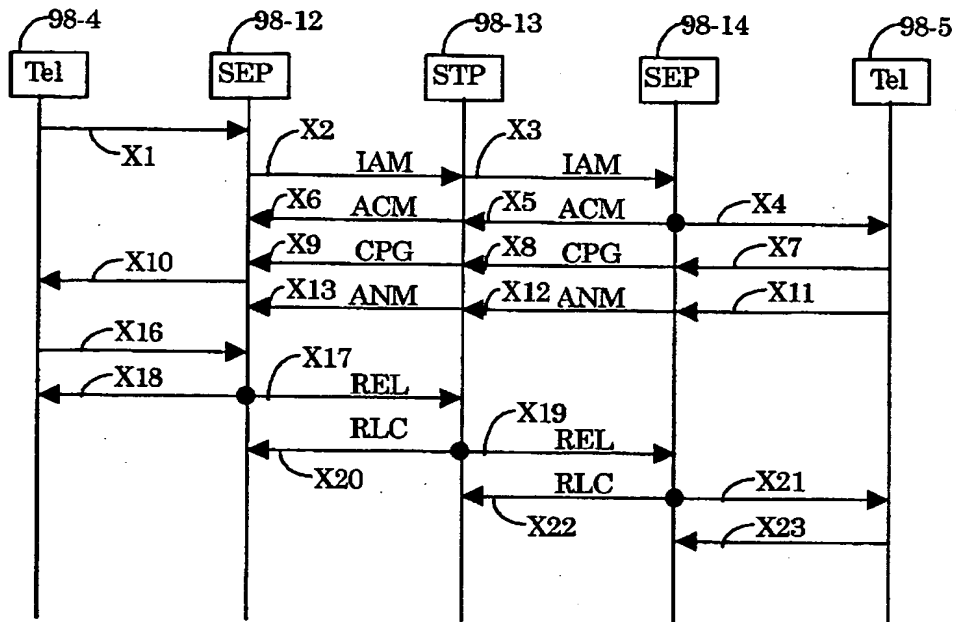 98-4 98-12 98-13 98-14 98-5
Tel SEP STP SEP Tel
X1 X2 IAM X3 IAM
X6 ACM X5 ACM X4
X10 X9 CPG X8 CPG X7
X13 ANM X12 ANM X11
X16
X18 X17 REL
RLC X19 REL
X20 RLC X21
X22 X23